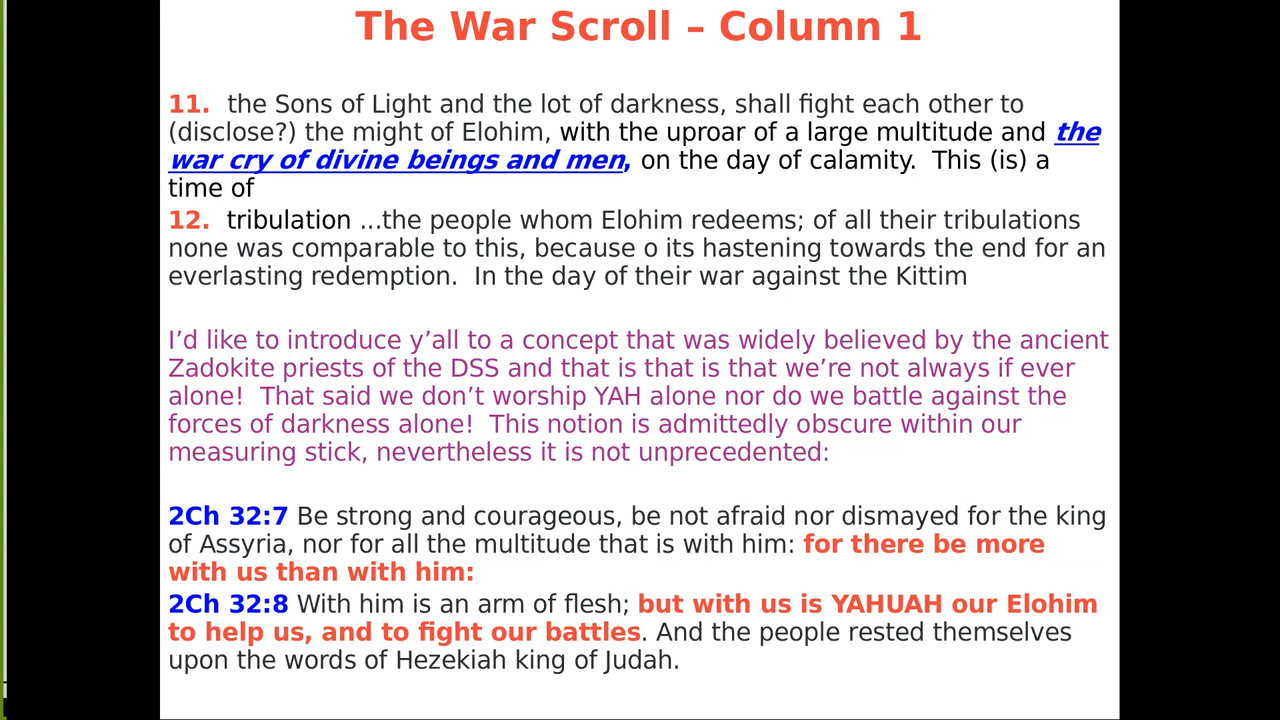 The War Scroll – Column 1
11.  the Sons of Light and the lot of darkness, shall fight each other to
(disclose?) the might of Elohim, with the uproar of a large multitude and the
war cry of divine beings and men, on the day of calamity.  This (is) a
time of
12.  tribulation ...the people whom Elohim redeems; of all their tribulations
none was comparable to this, because o its hastening towards the end for an
everlasting redemption.  In the day of their war against the Kittim
I’d like to introduce y’all to a concept that was widely believed by the ancient
Zadokite priests of the DSS and that is that is that we’re not always if ever
alone!  That said we don’t worship YAH alone nor do we battle against the
forces of darkness alone!  This notion is admittedly obscure within our
measuring stick, nevertheless it is not unprecedented:
2Ch 32:7 Be strong and courageous, be not afraid nor dismayed for the king
of Assyria, nor for all the multitude that is with him: for there be more
with us than with him:
2Ch 32:8 With him is an arm of flesh; but with us is YAHUAH our Elohim
to help us, and to fight our battles. And the people rested themselves
upon the words of Hezekiah king of Judah.